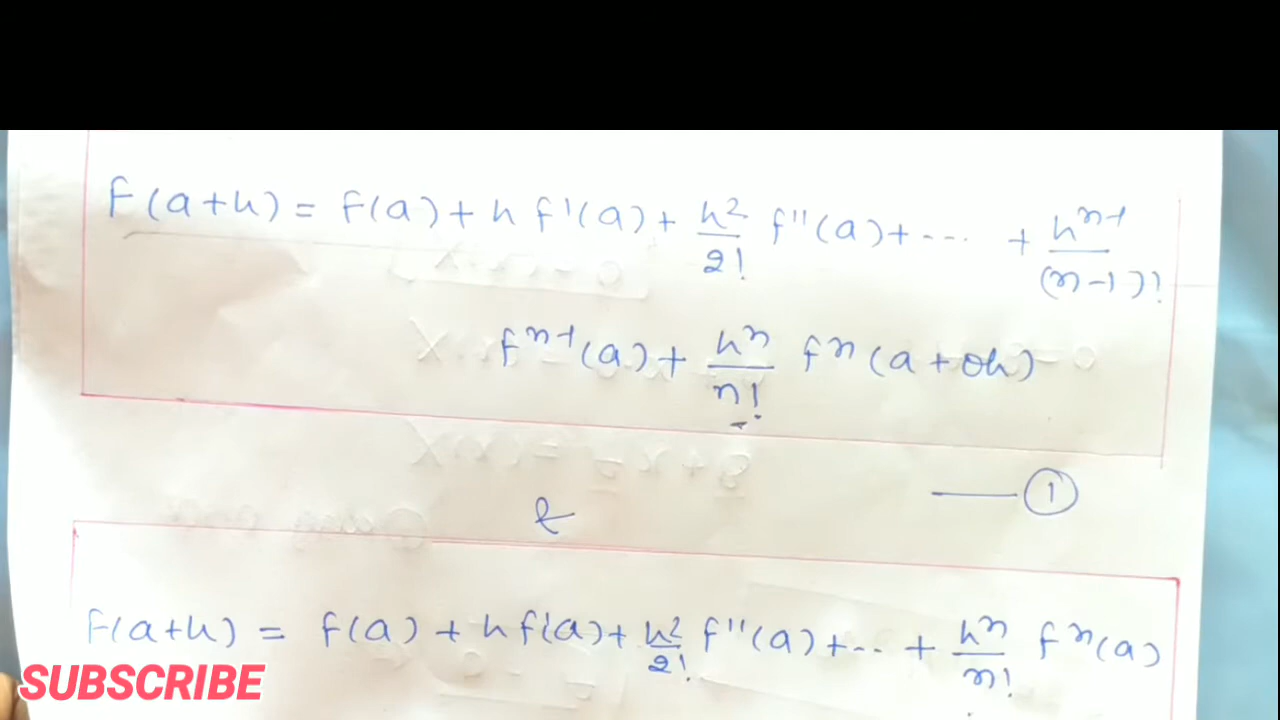 F(a+h) = f(a) + h f'(a) + h²/2! f''(a) + --- + hⁿ⁻¹/(n-1)!
fⁿ⁻¹(a) + hⁿ/n! fⁿ(a+θh)
— ①
&
F(a+h) = f(a) + h f'(a) + h²/2! f''(a) + -- + hⁿ/n! fⁿ(a)
SUBSCRIBE